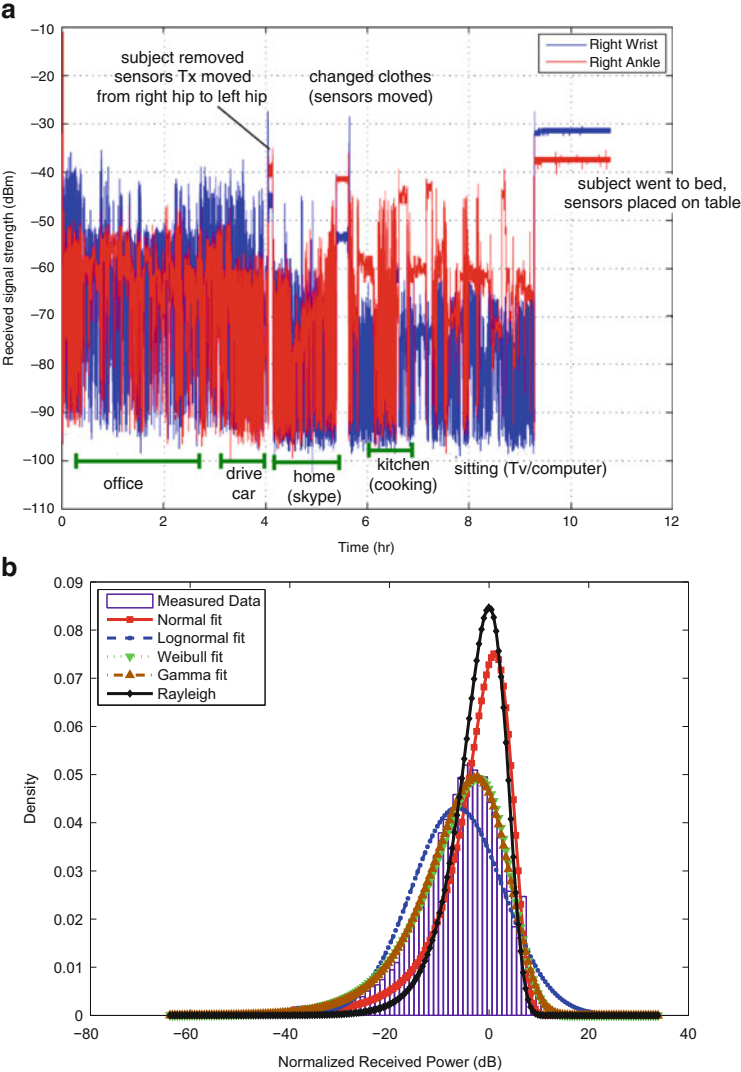 a
-10
-20
-30
-40
-50
-60
-70
-80
-90
-100
-110
Received signal strength (dBm)
subject removed
sensors Tx moved
from right hip to left hip
changed clothes
(sensors moved)
Right Wrist
Right Ankle
subject went to bed,
sensors placed on table
office
drive
car
home
(skype)
kitchen
(cooking)
sitting (Tv/computer)
0 2 4 6 8 10 12
Time (hr)
b
0.09
0.08
0.07
0.06
0.05
0.04
0.03
0.02
0.01
0
Density
Measured Data
Normal fit
Lognormal fit
Weibull fit
Gamma fit
Rayleigh
−80 −60 −40 −20 0 20 40
Normalized Received Power (dB)